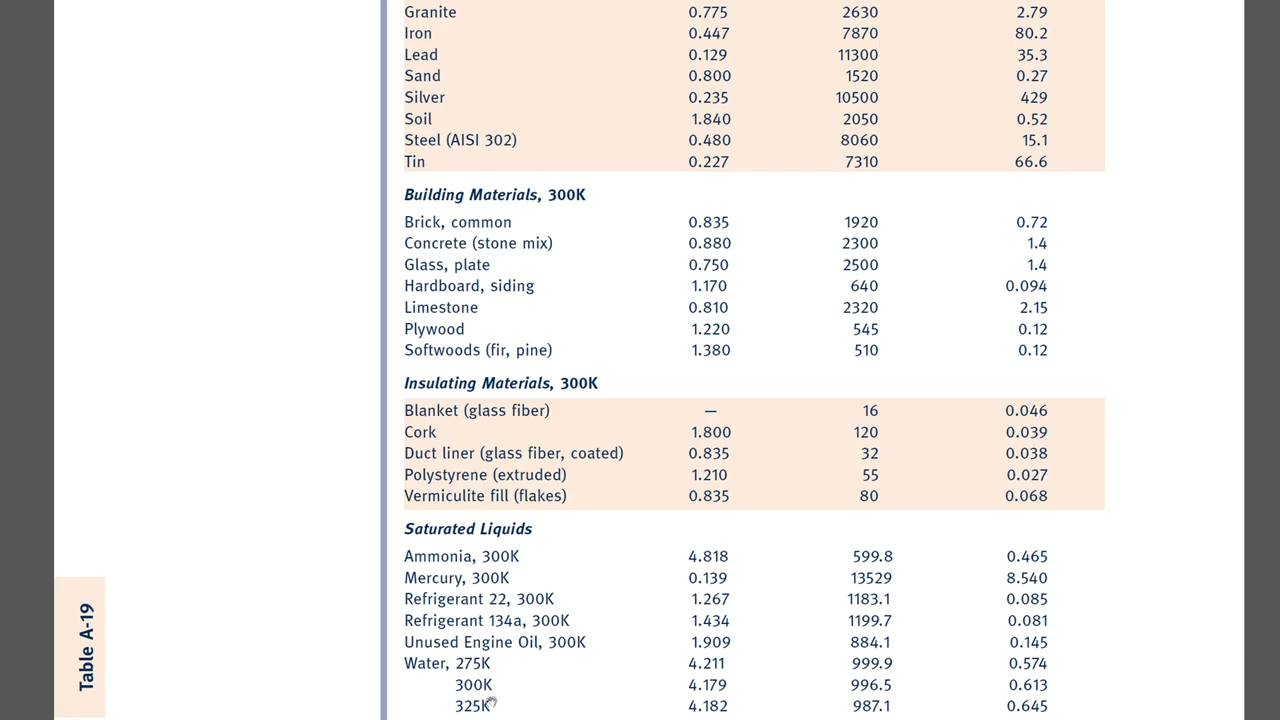 Granite 0.775 2630 2.79
Iron 0.447 7870 80.2
Lead 0.129 11300 35.3
Sand 0.800 1520 0.27
Silver 0.235 10500 429
Soil 1.840 2050 0.52
Steel (AISI 302) 0.480 8060 15.1
Tin 0.227 7310 66.6
Building Materials, 300K
Brick, common 0.835 1920 0.72
Concrete (stone mix) 0.880 2300 1.4
Glass, plate 0.750 2500 1.4
Hardboard, siding 1.170 640 0.094
Limestone 0.810 2320 2.15
Plywood 1.220 545 0.12
Softwoods (fir, pine) 1.380 510 0.12
Insulating Materials, 300K
Blanket (glass fiber) — 16 0.046
Cork 1.800 120 0.039
Duct liner (glass fiber, coated) 0.835 32 0.038
Polystyrene (extruded) 1.210 55 0.027
Vermiculite fill (flakes) 0.835 80 0.068
Saturated Liquids
Ammonia, 300K 4.818 599.8 0.465
Mercury, 300K 0.139 13529 8.540
Refrigerant 22, 300K 1.267 1183.1 0.085
Refrigerant 134a, 300K 1.434 1199.7 0.081
Unused Engine Oil, 300K 1.909 884.1 0.145
Water, 275K 4.211 999.9 0.574
300K 4.179 996.5 0.613
325K 4.182 987.1 0.645
Table A-19